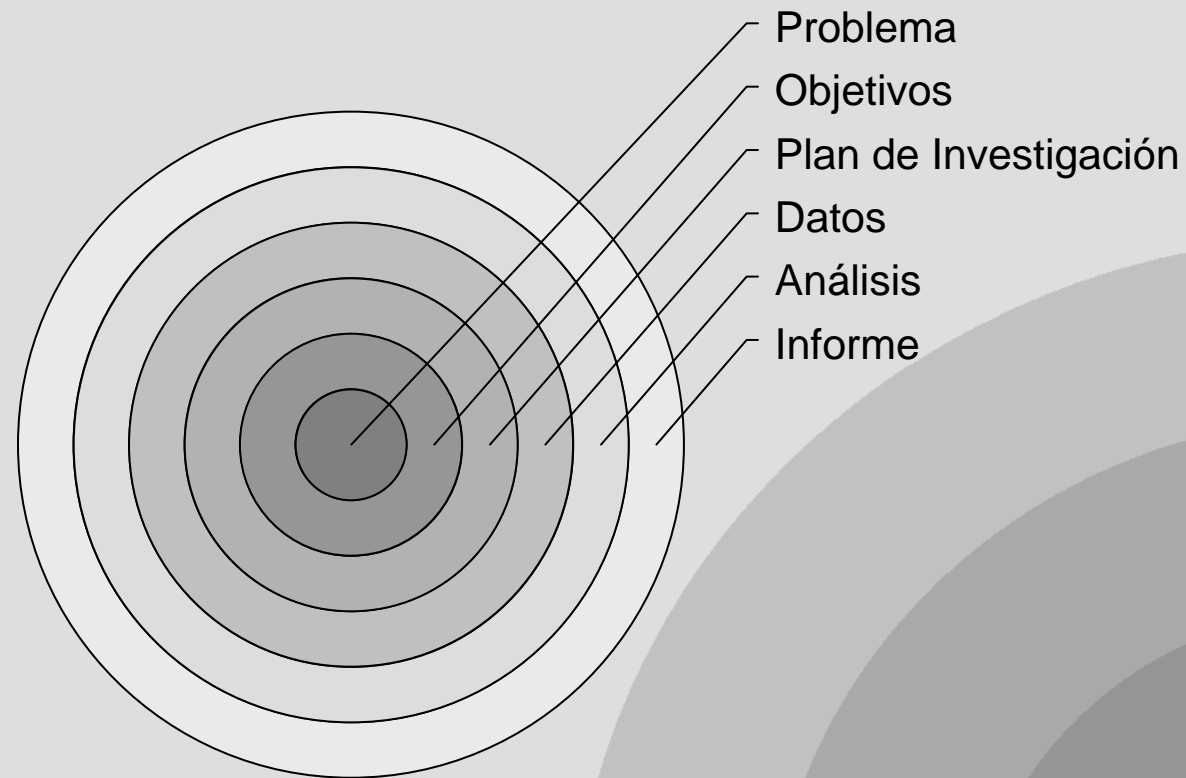 Problema
Objetivos
Plan de Investigación
Datos
Análisis
Informe